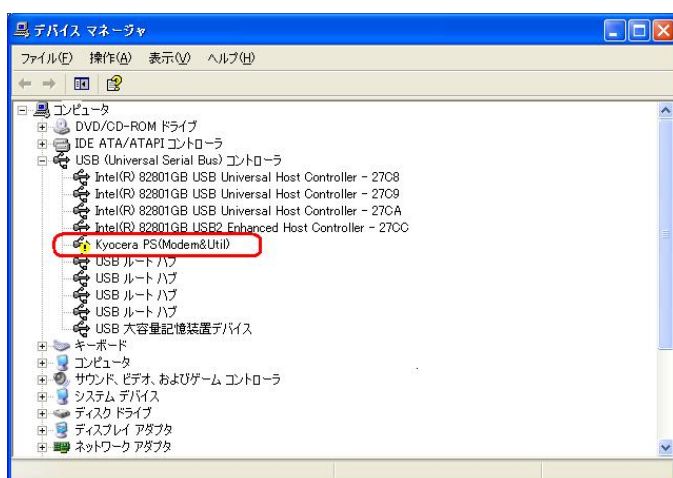 デバイス マネージャ
ファイル(F) 操作(A) 表示(V) ヘルプ(H)
コンピュータ
DVD/CD-ROM ドライブ
IDE ATA/ATAPI コントローラ
USB (Universal Serial Bus) コントローラ
Intel(R) 82801GB USB Universal Host Controller - 27C8
Intel(R) 82801GB USB Universal Host Controller - 27C9
Intel(R) 82801GB USB Universal Host Controller - 27CA
Intel(R) 82801GB USB2 Enhanced Host Controller - 27CC
Kyocera PS(Modem&Util)
USB ルート ハブ
USB ルート ハブ
USB ルート ハブ
USB ルート ハブ
USB 大容量記憶装置デバイス
キーボード
コンピュータ
サウンド、ビデオ、およびゲーム コントローラ
システム デバイス
ディスク ドライブ
ディスプレイ アダプタ
ネットワーク アダプタ